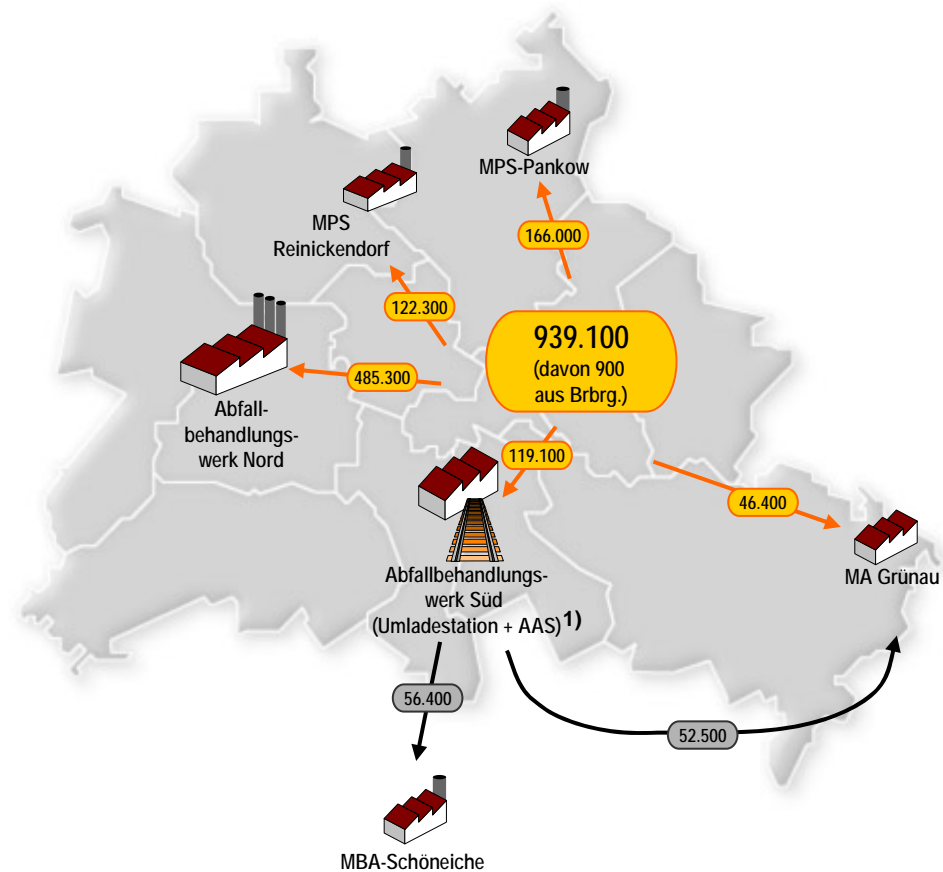 MPS-Pankow
166.000
MPS
Reinickendorf
122.300
939.100
(davon 900
aus Brbrg.)
485.300
Abfall-
behandlungs-
werk Nord
119.100
46.400
MA Grünau
Abfallbehandlungs-
werk Süd
(Umladestation + AAS)1)
56.400
52.500
MBA-Schöneiche